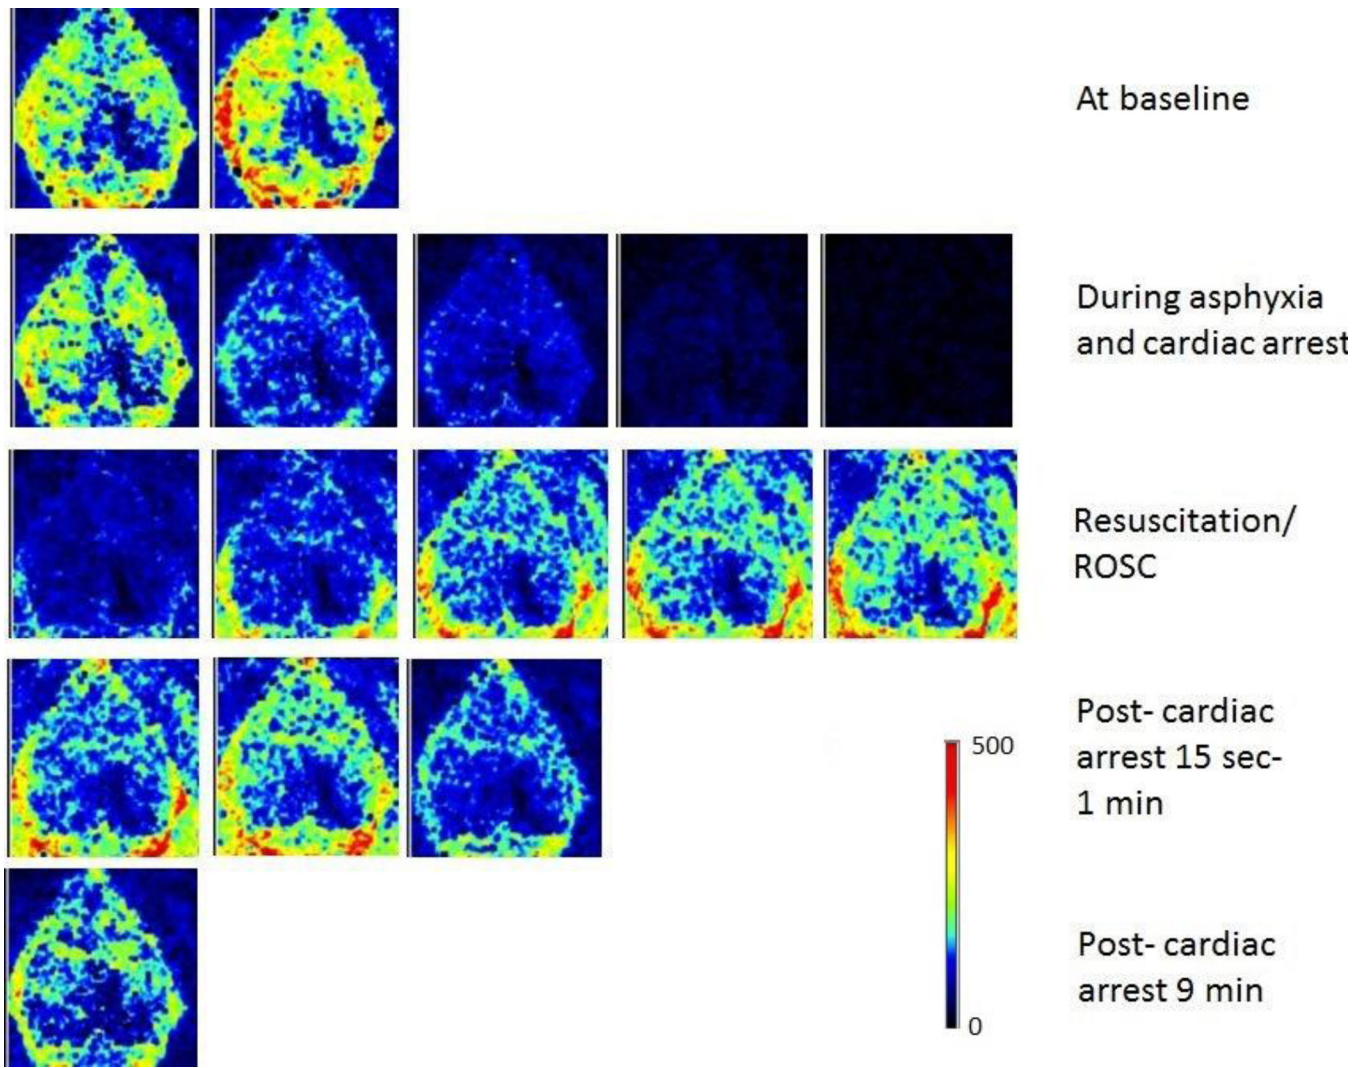 At baseline
During asphyxia
and cardiac arrest
Resuscitation/
ROSC
Post- cardiac
arrest 15 sec-
1 min
500
0
Post- cardiac
arrest 9 min